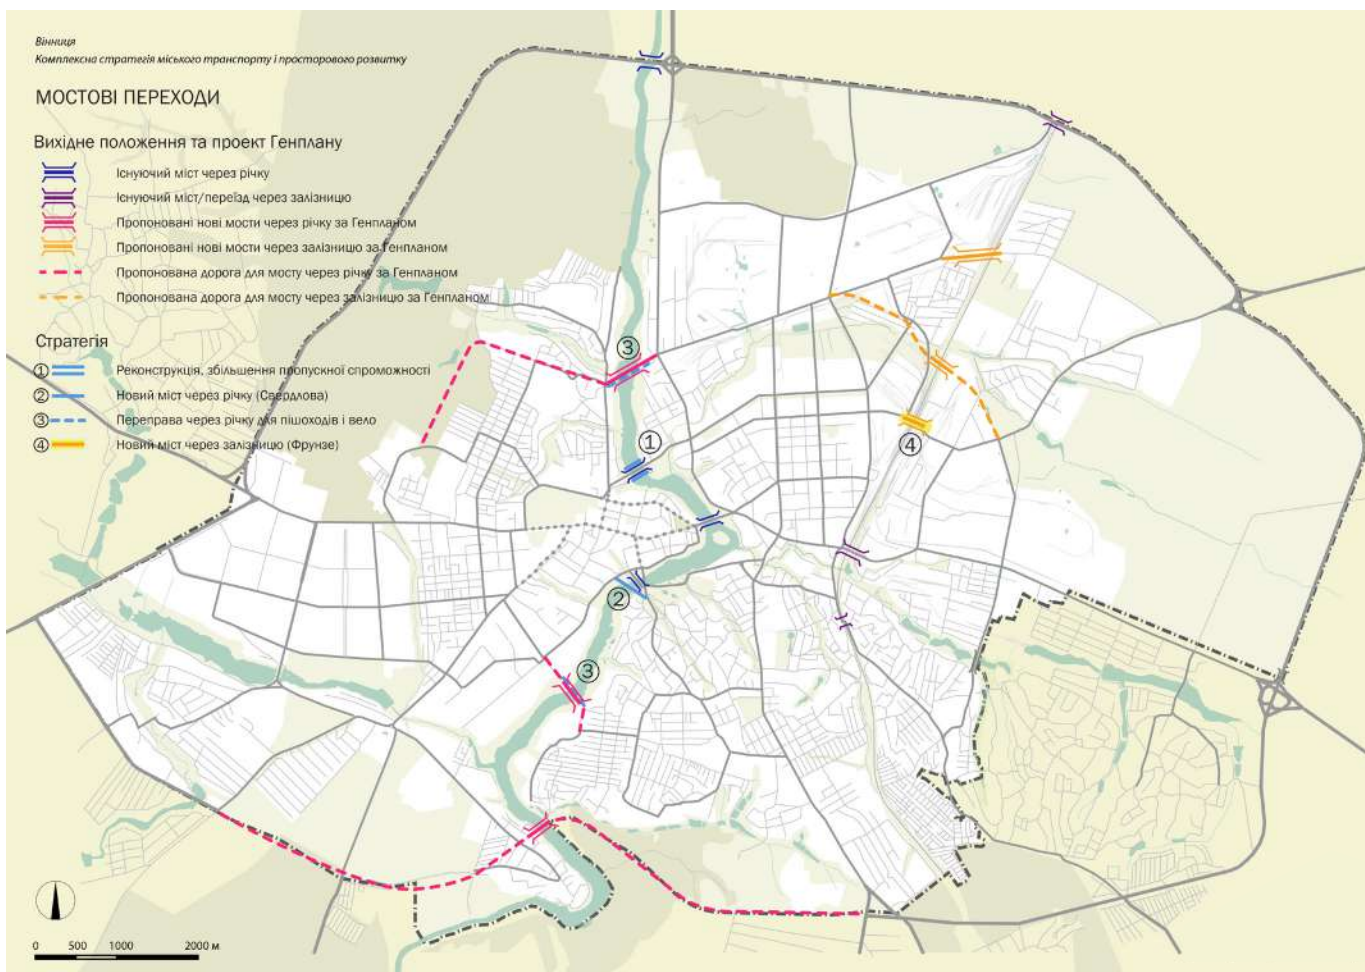 Вінниця
Комплексна стратегія міського транспорту і просторового розвитку
МОСТОВІ ПЕРЕХОДИ
Вихідне положення та проект Генплану
Існуючий міст через річку
Існуючий міст/переїзд через залізницю
Пропоновані нові мости через річку за Генпланом
Пропоновані нові мости через залізницю за Генпланом
Пропонована дорога для мосту через річку за Генпланом
Пропонована дорога для мосту через залізницю за Генпланом
Стратегія
1 Реконструкція, збільшення пропускної спроможності
2 Новий міст через річку (Свердлова)
3 Переправа через річку для пішоходів і вело
4 Новий міст через залізницю (Фрунзе)
3
1
4
2
3
0 500 1000 2000 м